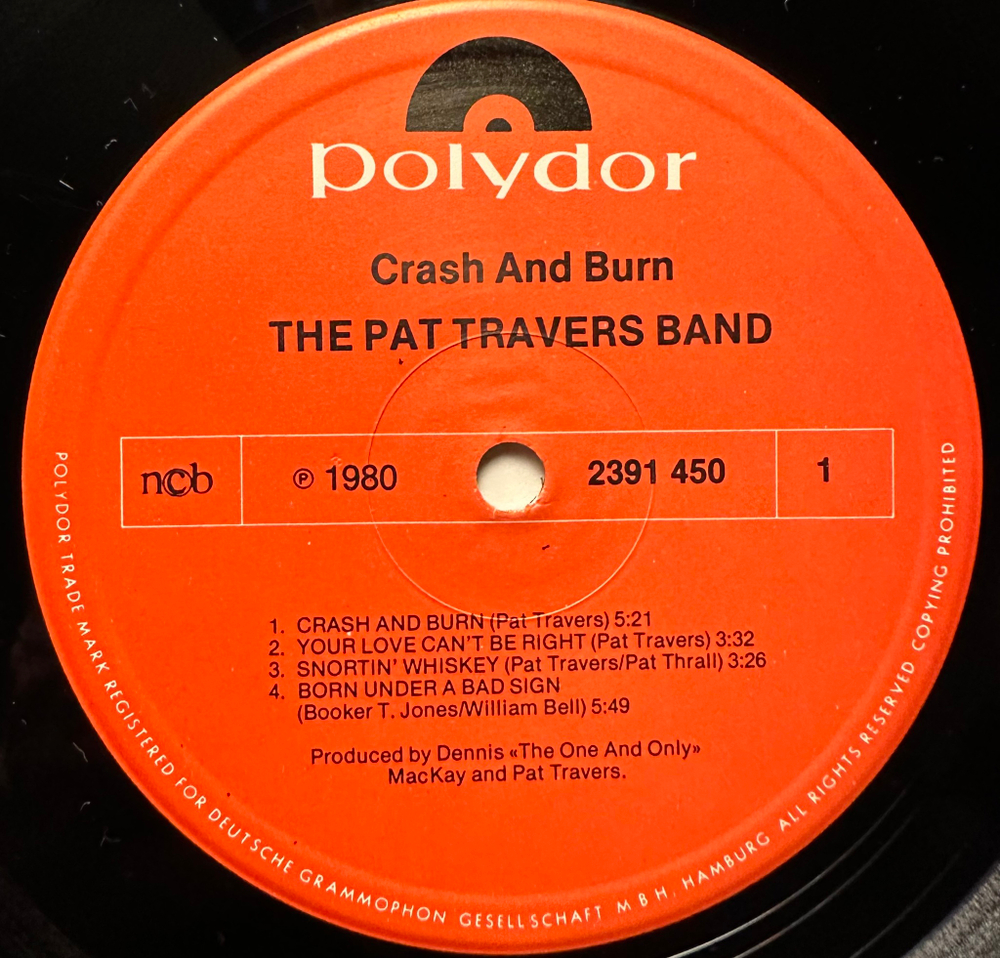 polydor
Crash And Burn
THE PAT TRAVERS BAND
ncb
℗ 1980
2391 450
1
1. CRASH AND BURN (Pat Travers) 5:21
2. YOUR LOVE CAN'T BE RIGHT (Pat Travers) 3:32
3. SNORTIN' WHISKEY (Pat Travers/Pat Thrall) 3:26
4. BORN UNDER A BAD SIGN
(Booker T. Jones/William Bell) 5:49
Produced by Dennis «The One And Only»
MacKay and Pat Travers.
POLYDOR TRADE MARK REGISTERED FOR DEUTSCHE GRAMMOPHON GESELLSCHAFT M B H. HAMBURG ALL RIGHTS RESERVED COPYING PROHIBITED